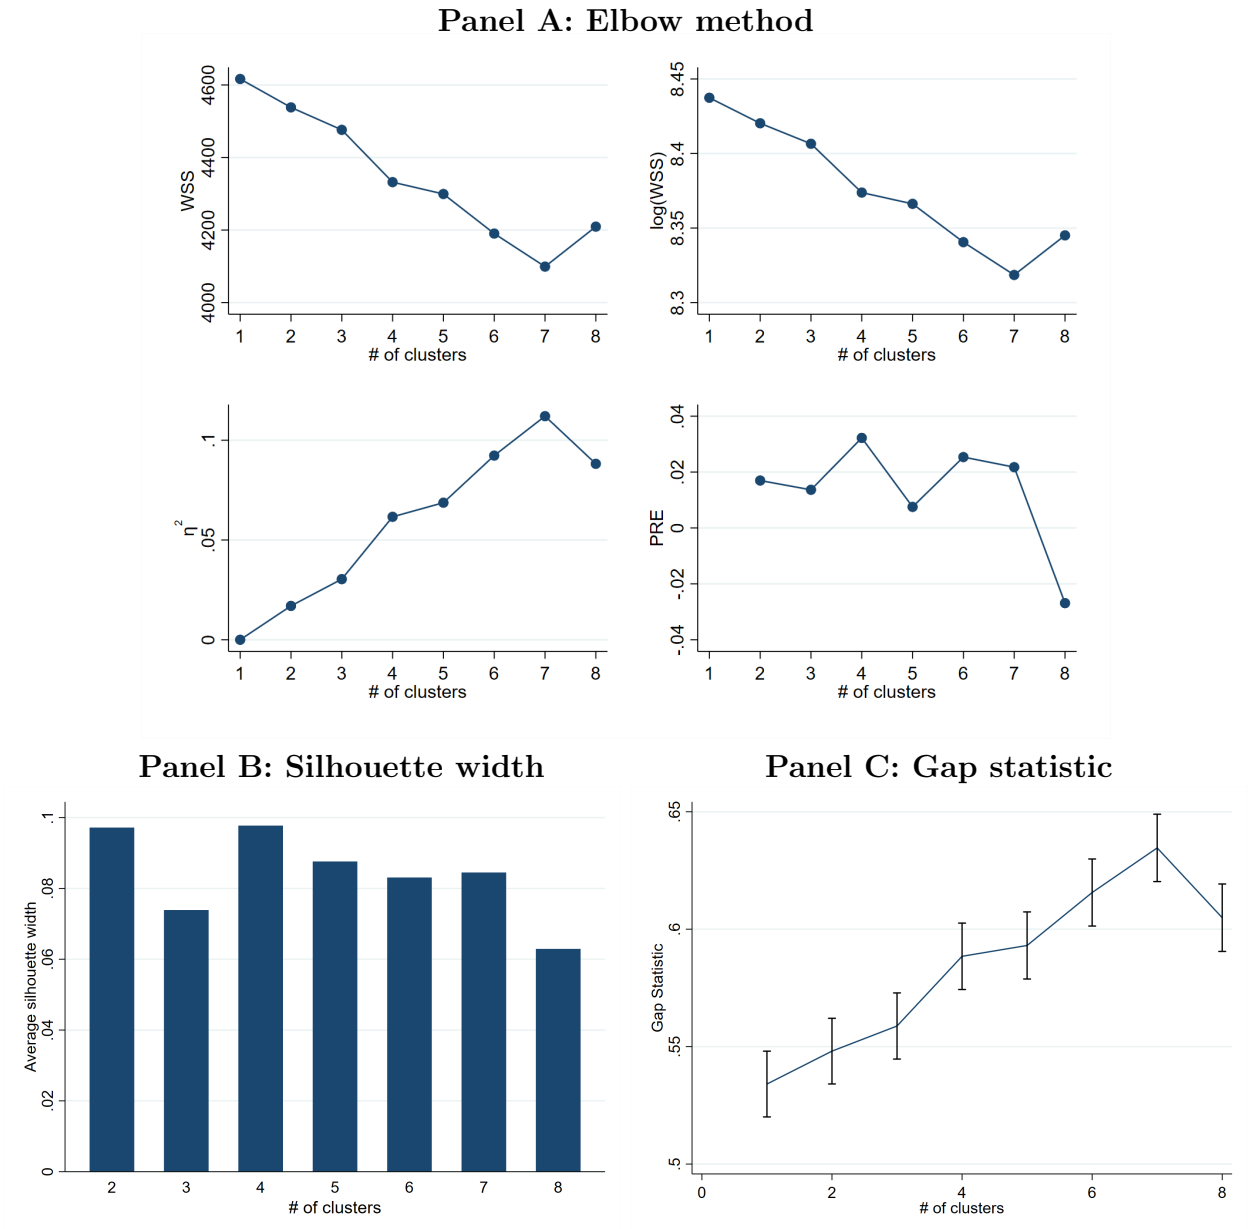 Panel A: Elbow method
WSS
4600
4400
4200
4000
1 2 3 4 5 6 7 8
# of clusters
log(WSS)
8.45
8.4
8.35
8.3
1 2 3 4 5 6 7 8
# of clusters
η²
.1
.05
0
1 2 3 4 5 6 7 8
# of clusters
PRE
.04
.02
0
-.02
-.04
1 2 3 4 5 6 7 8
# of clusters
Panel B: Silhouette width
Average silhouette width
.1
.08
.06
.04
.02
0
2 3 4 5 6 7 8
# of clusters
Panel C: Gap statistic
Gap Statistic
.65
.6
.55
.5
0 2 4 6 8
# of clusters